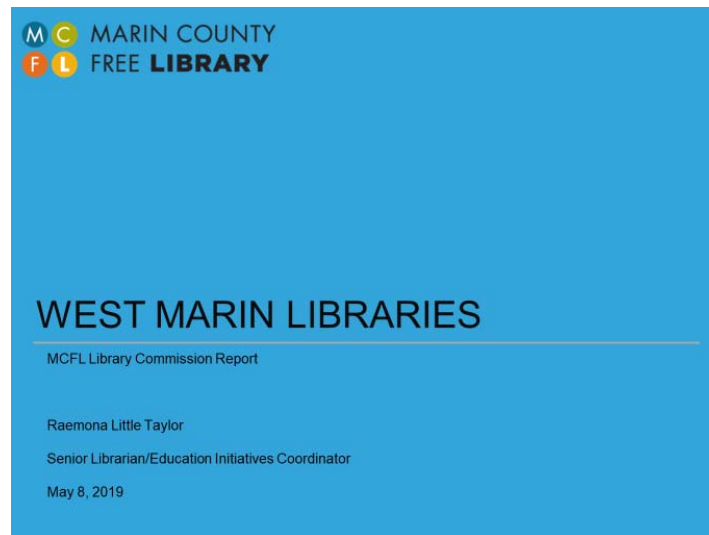 M C MARIN COUNTY
F L FREE LIBRARY
WEST MARIN LIBRARIES
MCFL Library Commission Report
Raemona Little Taylor
Senior Librarian/Education Initiatives Coordinator
May 8, 2019